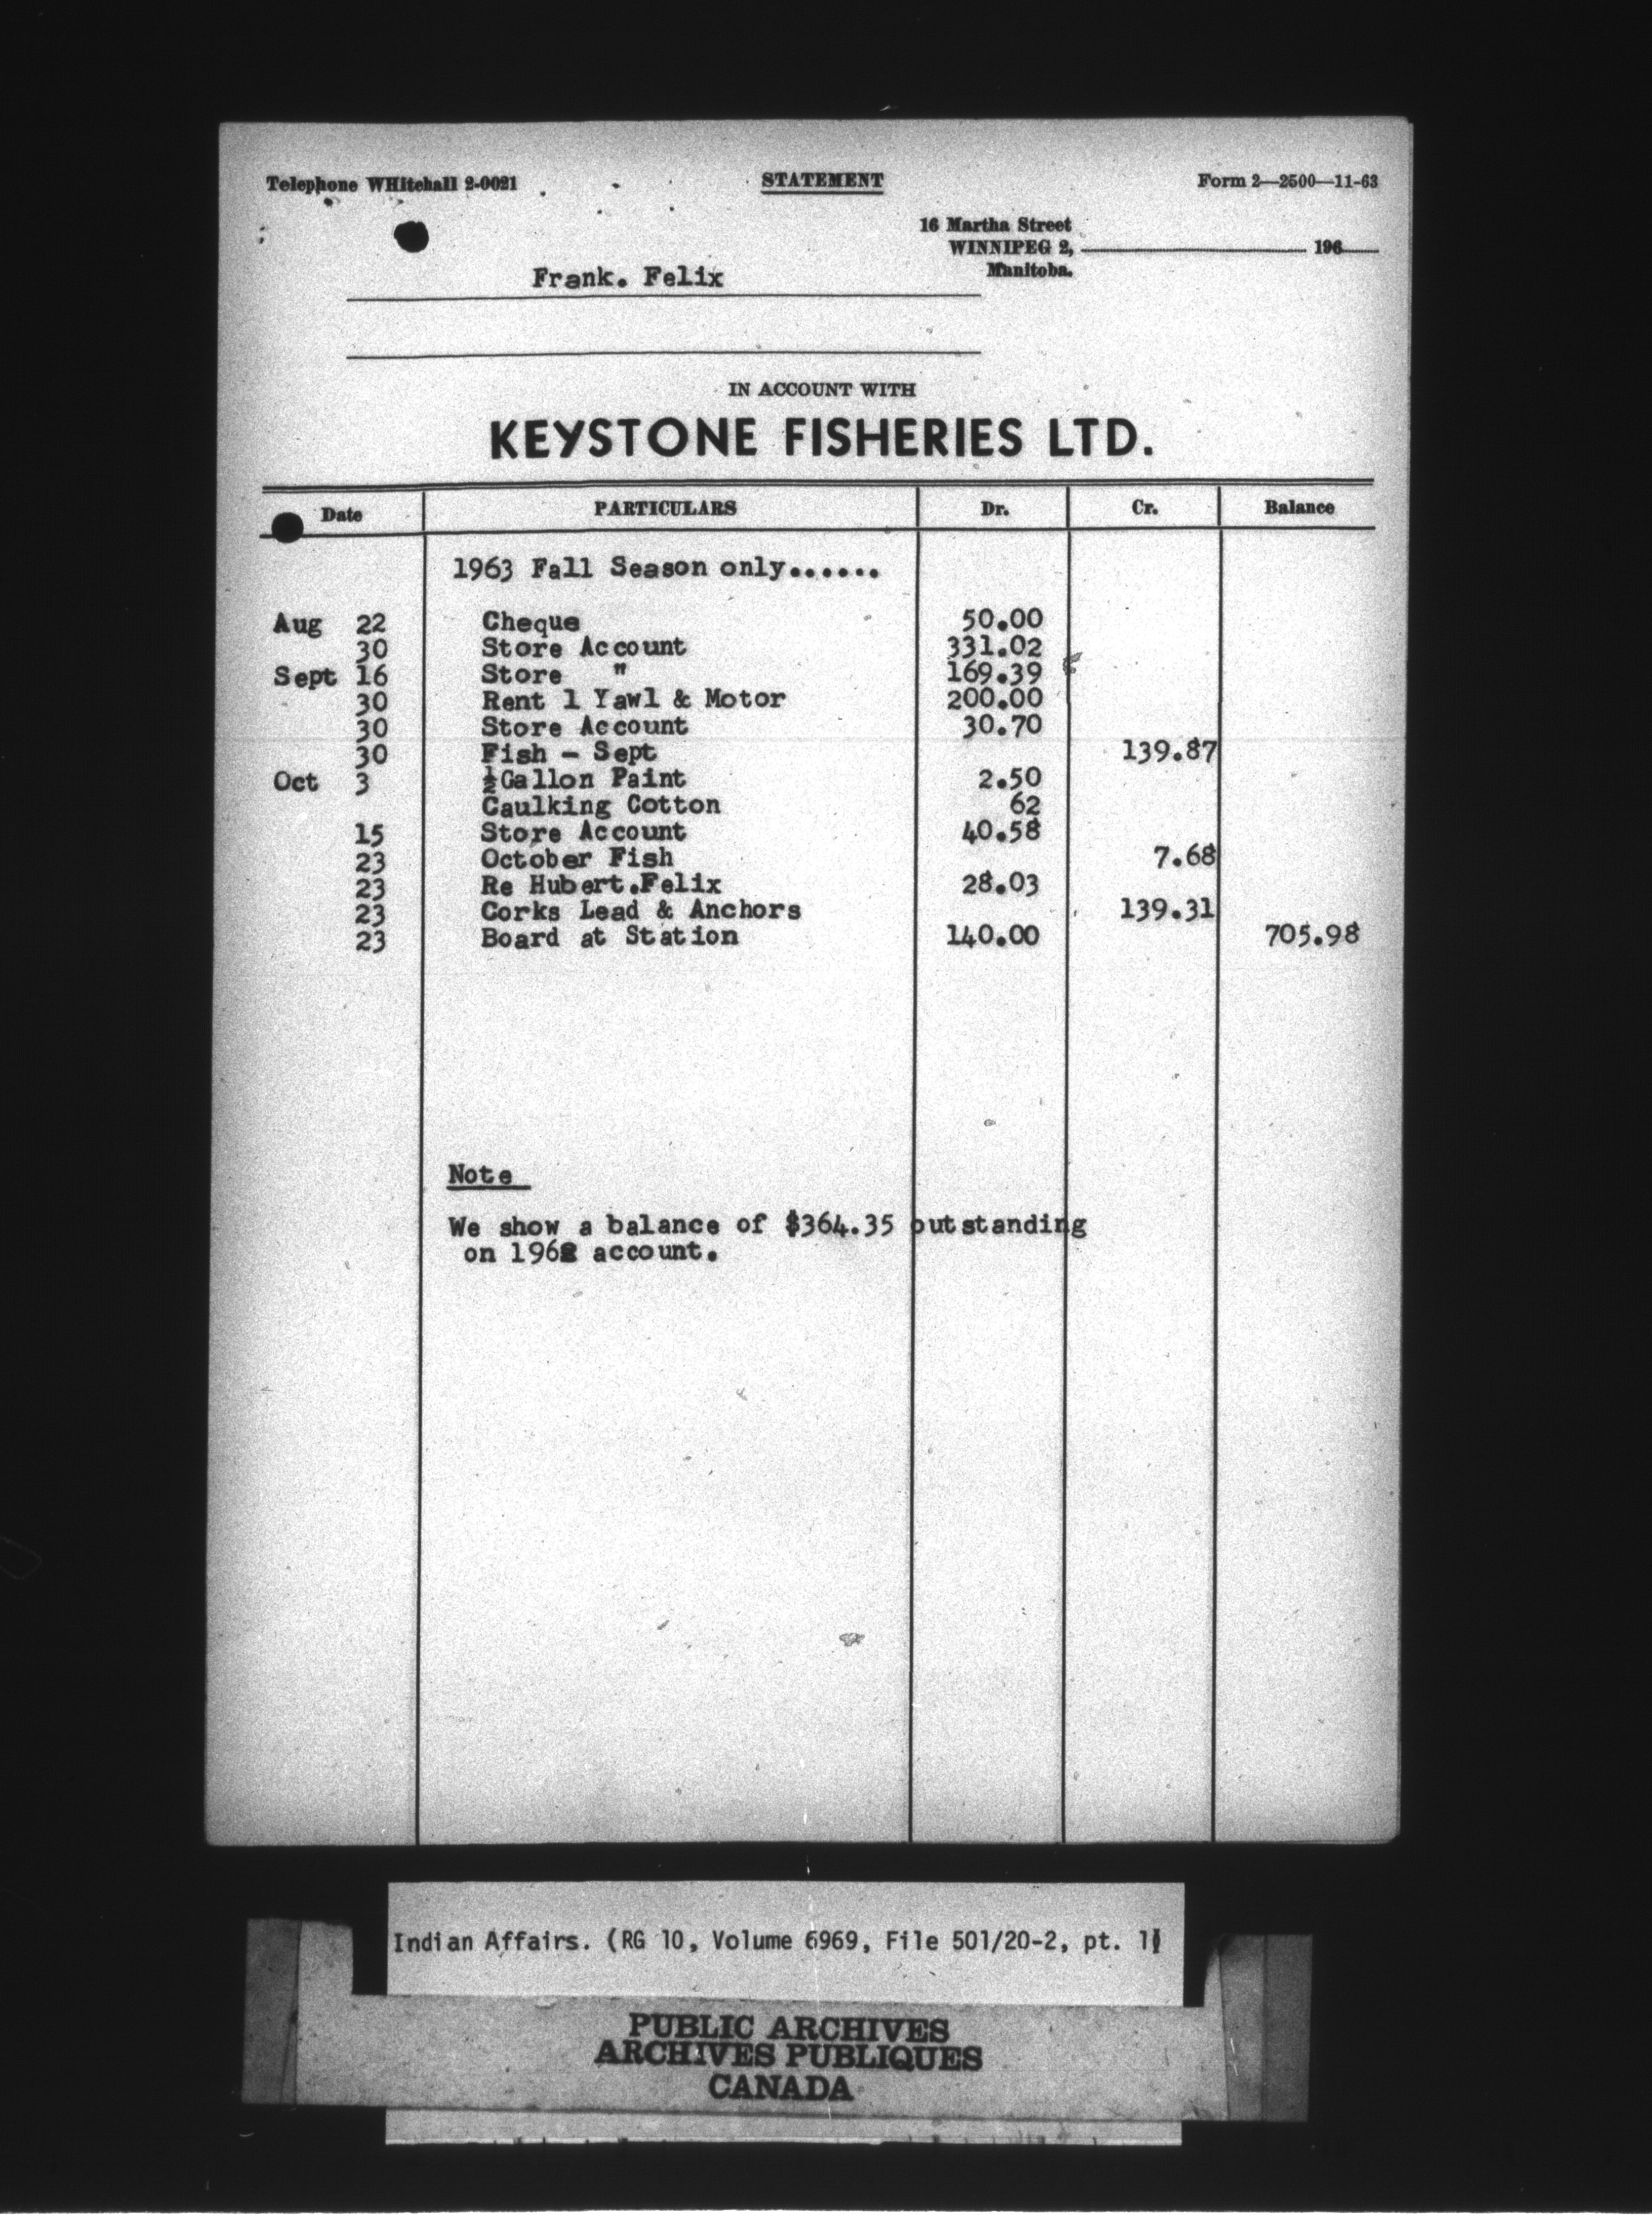 Telephone WHitehall 2-0021 STATEMENT Form 2—2500—11-63
16 Martha Street
WINNIPEG 2, 196
Manitoba.
Frank. Felix
IN ACCOUNT WITH
KEYSTONE FISHERIES LTD.
Date PARTICULARS Dr. Cr. Balance
1963 Fall Season only......
Aug 22 Cheque 50.00
30 Store Account 331.02
Sept 16 Store " 169.39
30 Rent 1 Yawl & Motor 200.00
30 Store Account 30.70
30 Fish - Sept 139.87
Oct 3 ½Gallon Paint 2.50
Caulking Cotton 62
15 Store Account 40.58
23 October Fish 7.68
23 Re Hubert.Felix 28.03
23 Corks Lead & Anchors 139.31
23 Board at Station 140.00 705.98
Note
We show a balance of $364.35 outstanding
on 1962 account.
Indian Affairs. (RG 10, Volume 6969, File 501/20-2, pt. 1)
PUBLIC ARCHIVES
ARCHIVES PUBLIQUES
CANADA